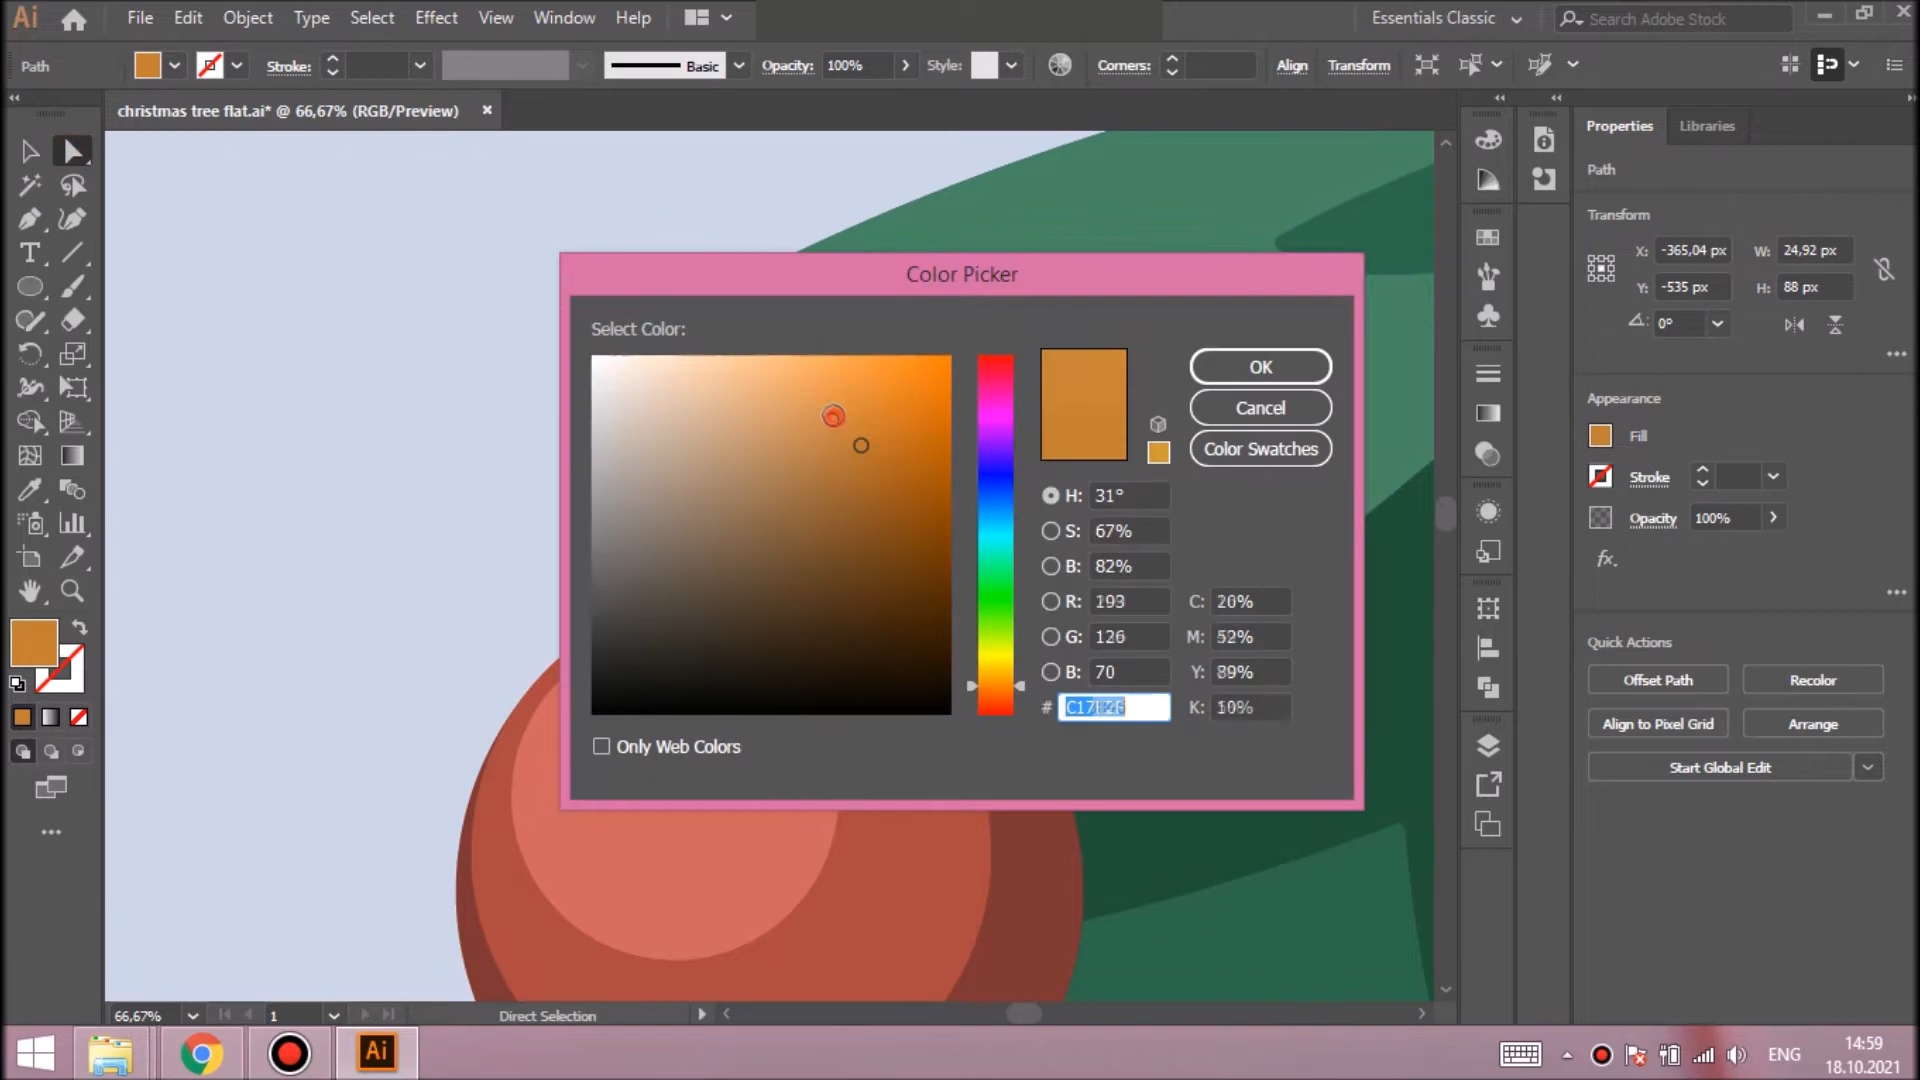 Ai File Edit Object Type Select Effect View Window Help Essentials Classic Search Adobe Stock
Path Stroke: Basic Opacity: 100% Style: Corners: Align Transform
christmas tree flat.ai* @ 66,67% (RGB/Preview)
Properties Libraries
Path
Transform
X: -365,04 px W: 24,92 px
Y: -535 px H: 88 px
0°
Appearance
Fill
Stroke
Opacity 100%
fx.
Quick Actions
Offset Path Recolor
Align to Pixel Grid Arrange
Start Global Edit
Color Picker
Select Color:
OK
Cancel
Color Swatches
H: 31°
S: 67%
B: 82%
R: 193 C: 20%
G: 126 M: 52%
B: 70 Y: 89%
# K: 10%
Only Web Colors
66,67% 1 Direct Selection
Ai ENG 14:59
18.10.2021